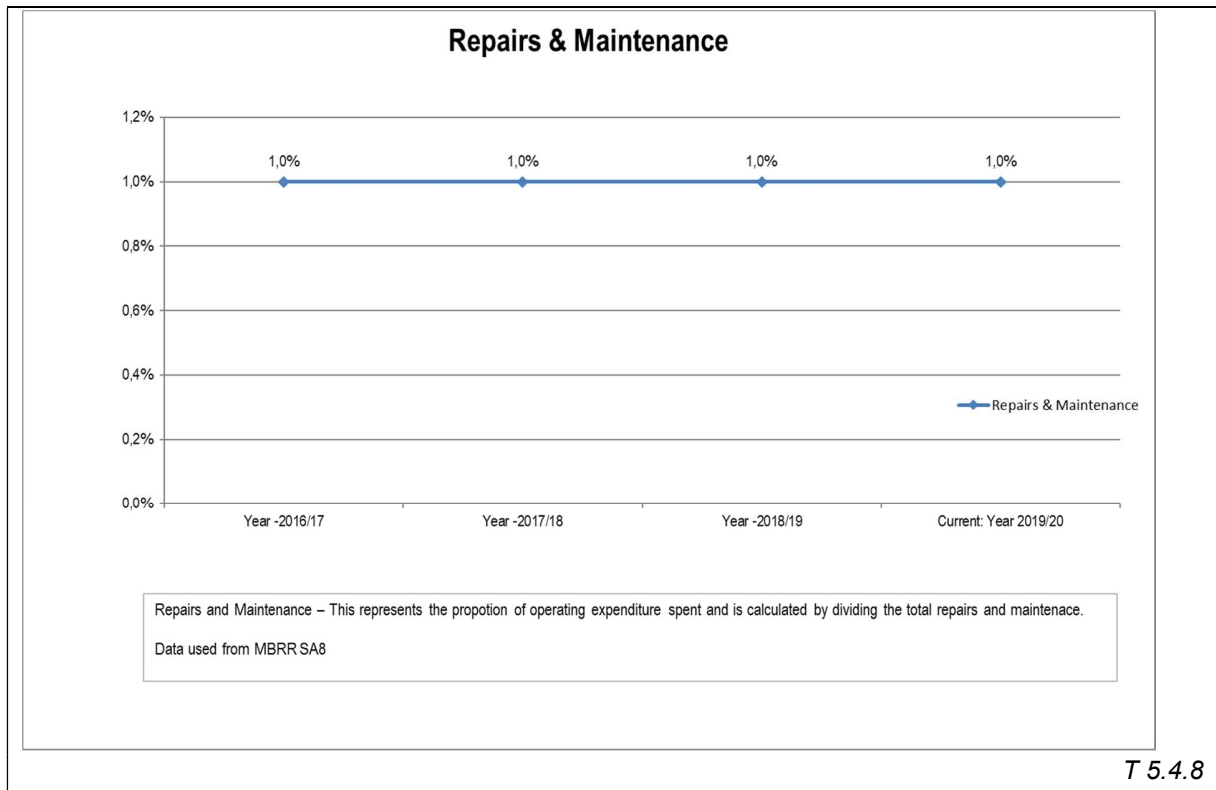 Repairs & Maintenance
1,2%
1,0%
1,0%
1,0%
1,0%
1,0%
0,8%
0,6%
0,4%
Repairs & Maintenance
0,2%
0,0%
Year -2016/17
Year -2017/18
Year -2018/19
Current: Year 2019/20
Repairs and Maintenance – This represents the propotion of operating expenditure spent and is calculated by dividing the total repairs and maintenace.
Data used from MBRR SA8
T 5.4.8